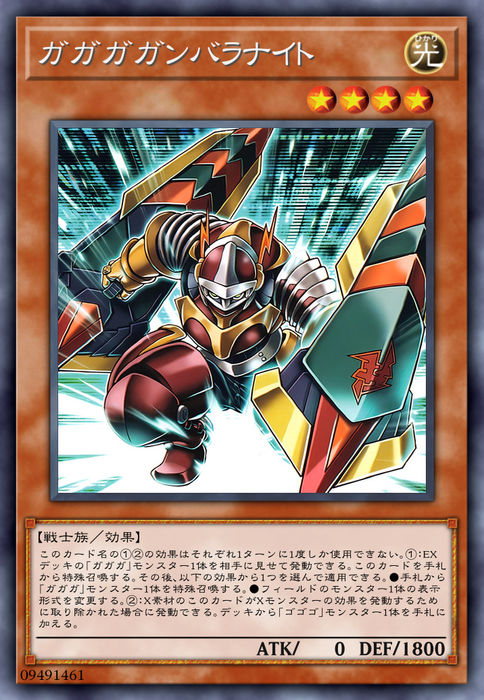 ガガガガンバラナイト
ひかり
光
【戦士族／効果】
このカード名の①②の効果はそれぞれ1ターンに1度しか使用できない。①:EX
デッキの「ガガガ」モンスター1体を相手に見せて発動できる。このカードを手札
から特殊召喚する。その後、以下の効果から1つを選んで適用できる。●手札から
「ガガガ」モンスター1体を特殊召喚する。●フィールドのモンスター1体の表示
形式を変更する。②:X素材のこのカードがXモンスターの効果を発動するため
に取り除かれた場合に発動できる。デッキから「ゴゴゴ」モンスター1体を手札に
加える。
ATK/ 0 DEF/1800
09491461